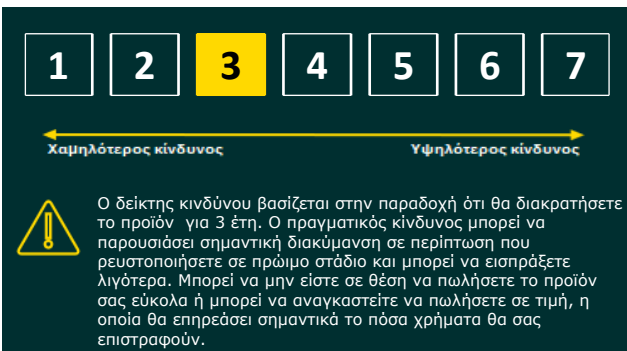 1 2 3 4 5 6 7
Χαμηλότερος κίνδυνος Υψηλότερος κίνδυνος
Ο δείκτης κινδύνου βασίζεται στην παραδοχή ότι θα διακρατήσετε
το προϊόν για 3 έτη. Ο πραγματικός κίνδυνος μπορεί να
παρουσιάσει σημαντική διακύμανση σε περίπτωση που
ρευστοποιήσετε σε πρώιμο στάδιο και μπορεί να εισπράξετε
λιγότερα. Μπορεί να μην είστε σε θέση να πωλήσετε το προϊόν
σας εύκολα ή μπορεί να αναγκαστείτε να πωλήσετε σε τιμή, η
οποία θα επηρεάσει σημαντικά το πόσα χρήματα θα σας
επιστραφούν.